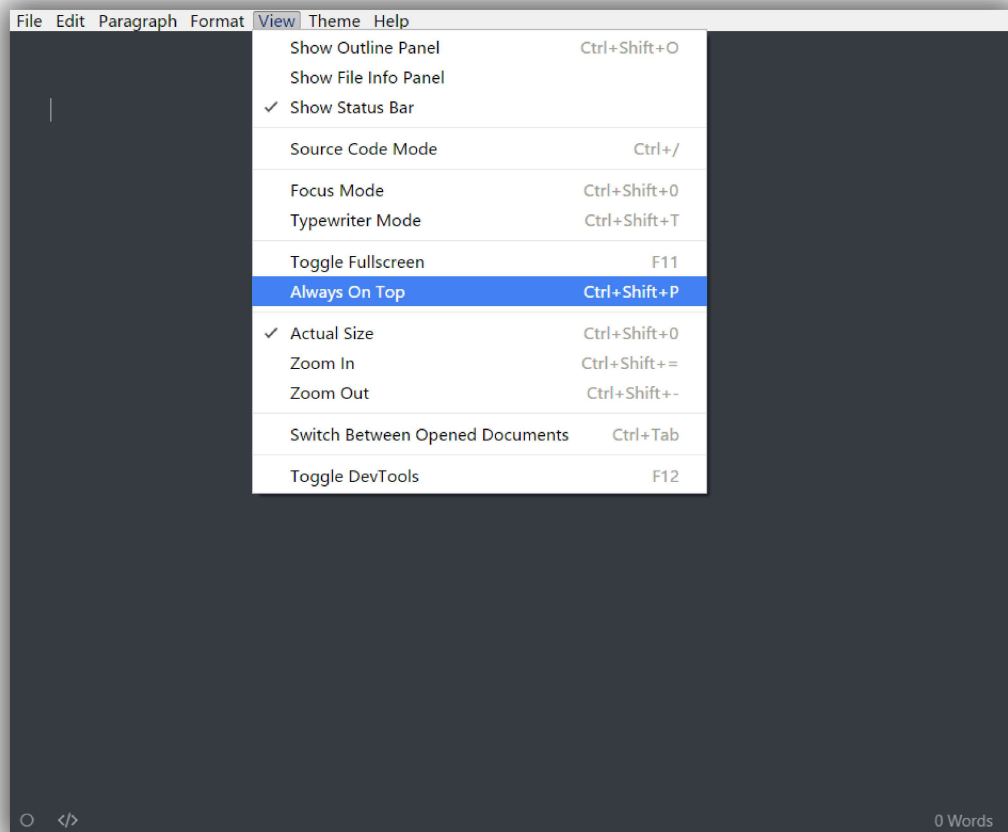 File Edit Paragraph Format View Theme Help
Show Outline Panel Ctrl+Shift+O
Show File Info Panel
Show Status Bar
Source Code Mode Ctrl+/
Focus Mode Ctrl+Shift+0
Typewriter Mode Ctrl+Shift+T
Toggle Fullscreen F11
Always On Top Ctrl+Shift+P
Actual Size Ctrl+Shift+0
Zoom In Ctrl+Shift+=
Zoom Out Ctrl+Shift+-
Switch Between Opened Documents Ctrl+Tab
Toggle DevTools F12
</> 0 Words